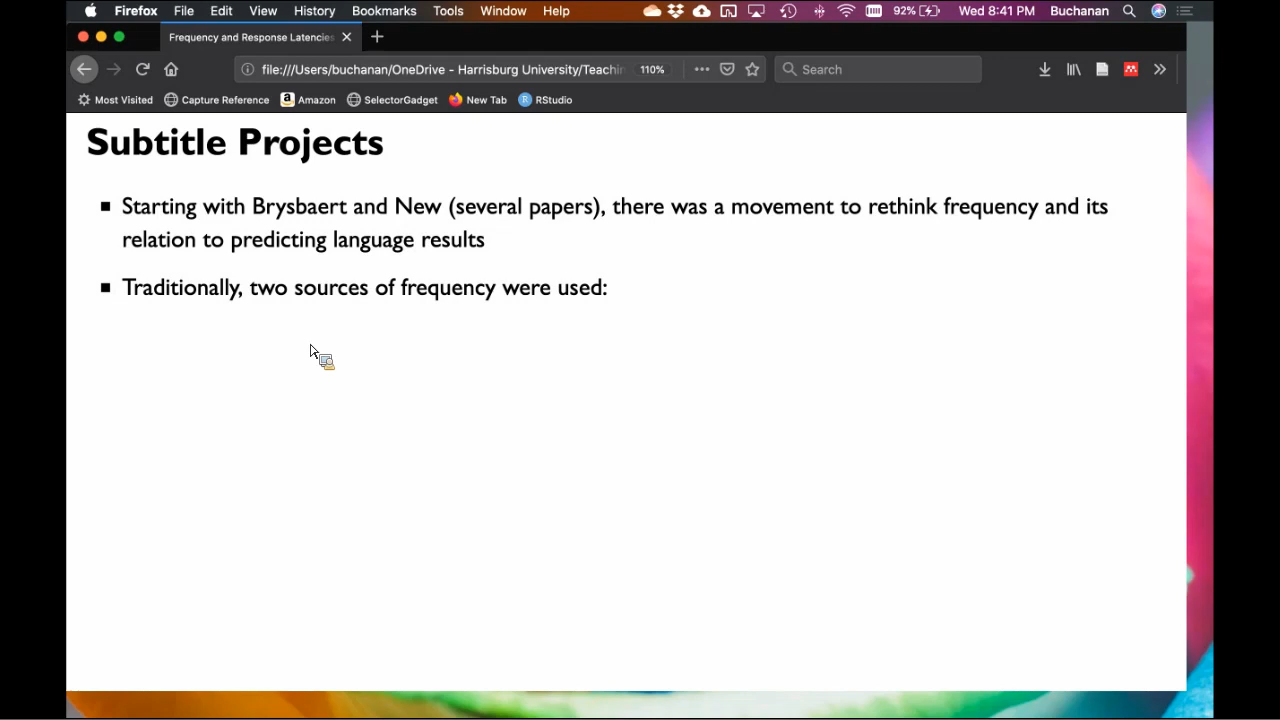 Firefox File Edit View History Bookmarks Tools Window Help 92% Wed 8:41 PM Buchanan
Frequency and Response Latencies
file:///Users/buchanan/OneDrive - Harrisburg University/Teachin 110% Search
Most Visited Capture Reference Amazon SelectorGadget New Tab RStudio
Subtitle Projects
Starting with Brysbaert and New (several papers), there was a movement to rethink frequency and its
relation to predicting language results
Traditionally, two sources of frequency were used: